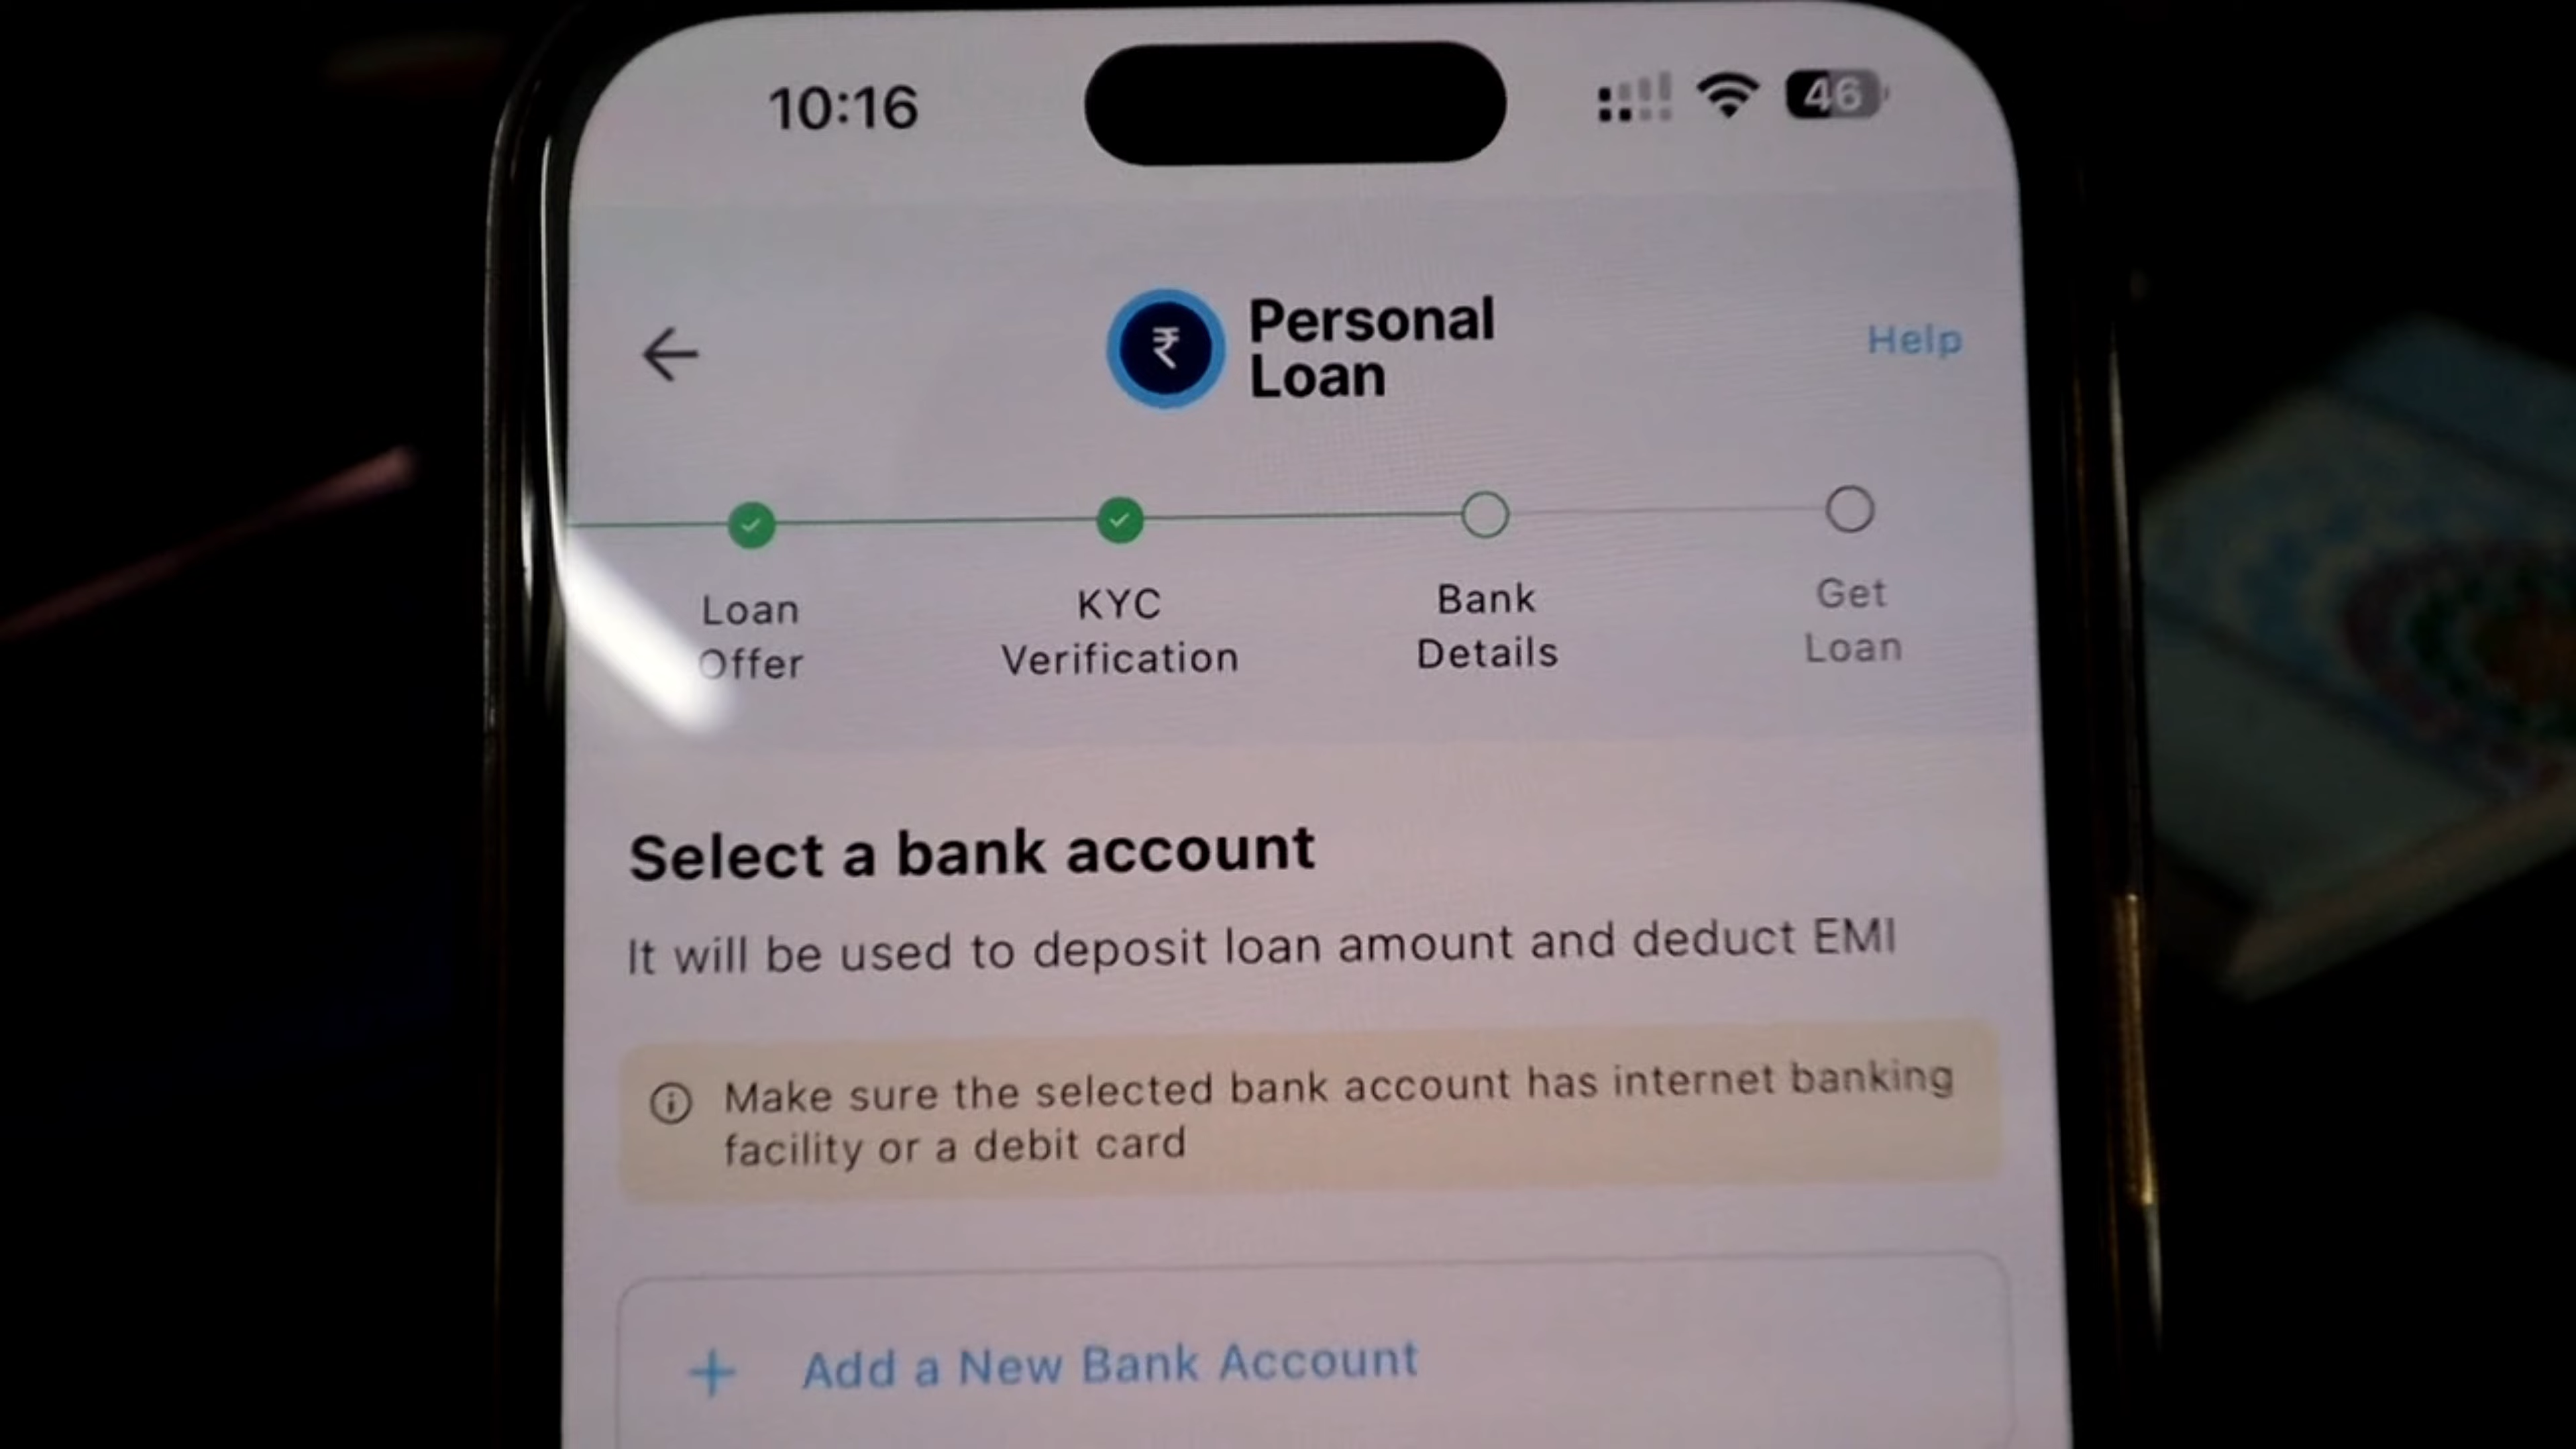 10:16
46
₹
Personal
Loan
Help
Loan
Offer
KYC
Verification
Bank
Details
Get
Loan
Select a bank account
It will be used to deposit loan amount and deduct EMI
Make sure the selected bank account has internet banking
facility or a debit card
+ Add a New Bank Account